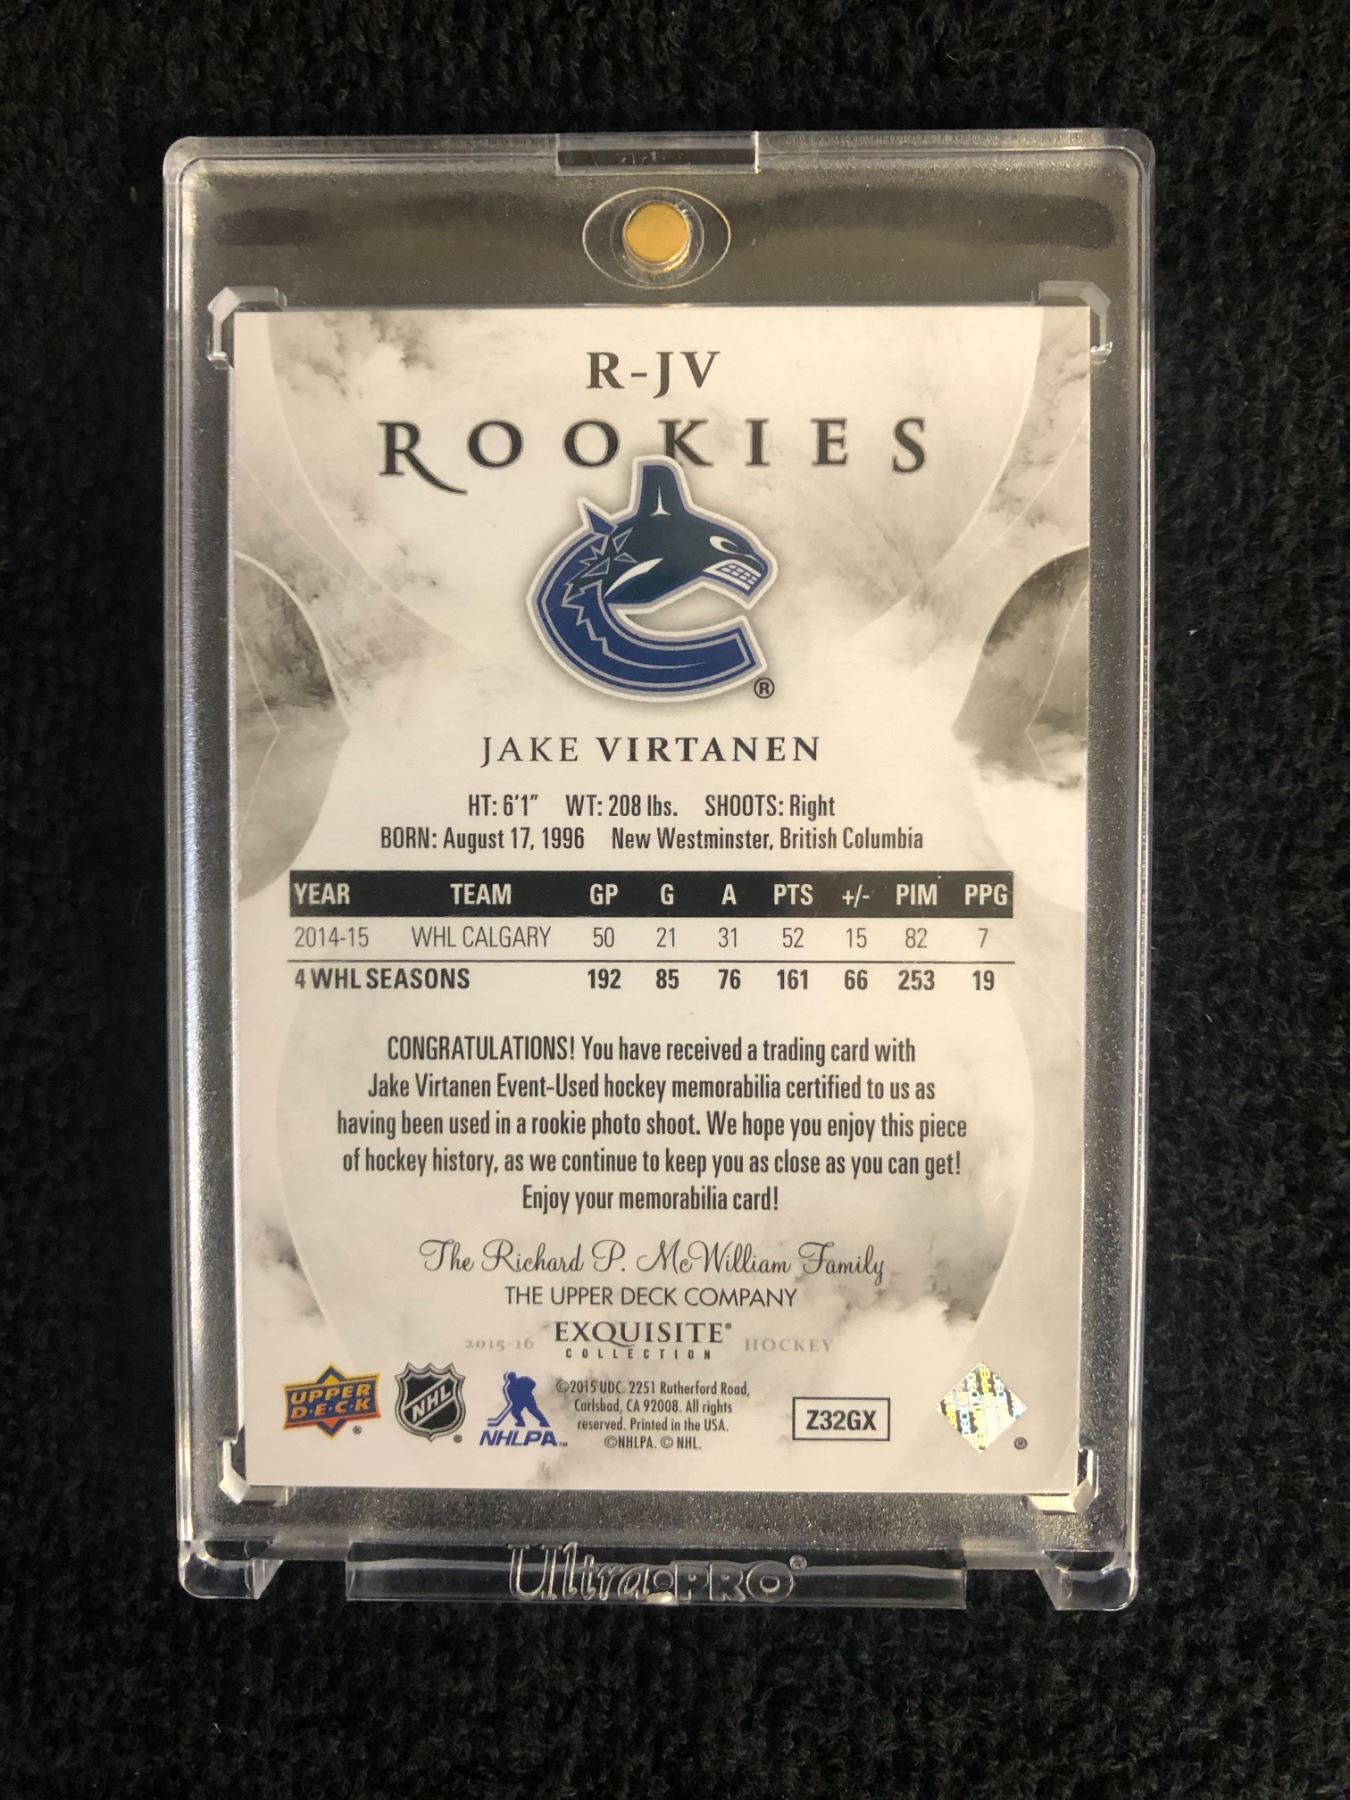 R-JV
ROOKIES
®
JAKE VIRTANEN
HT: 6'1" WT: 208 lbs. SHOOTS: Right
BORN: August 17, 1996 New Westminster, British Columbia
YEAR TEAM GP G A PTS +/- PIM PPG
2014-15 WHL CALGARY 50 21 31 52 15 82 7
4 WHL SEASONS 192 85 76 161 66 253 19
CONGRATULATIONS! You have received a trading card with
Jake Virtanen Event-Used hockey memorabilia certified to us as
having been used in a rookie photo shoot. We hope you enjoy this piece
of hockey history, as we continue to keep you as close as you can get!
Enjoy your memorabilia card!
The Richard P. McWilliam Family
THE UPPER DECK COMPANY
2015-16 EXQUISITE® HOCKEY
COLLECTION
UPPER
D·E·C·K ®
NHL ®
NHLPA™
©2015 UDC. 2251 Rutherford Road,
Carlsbad, CA 92008. All rights
reserved. Printed in the USA.
©NHLPA. © NHL.
Z32GX
®
Ultra·PRO®